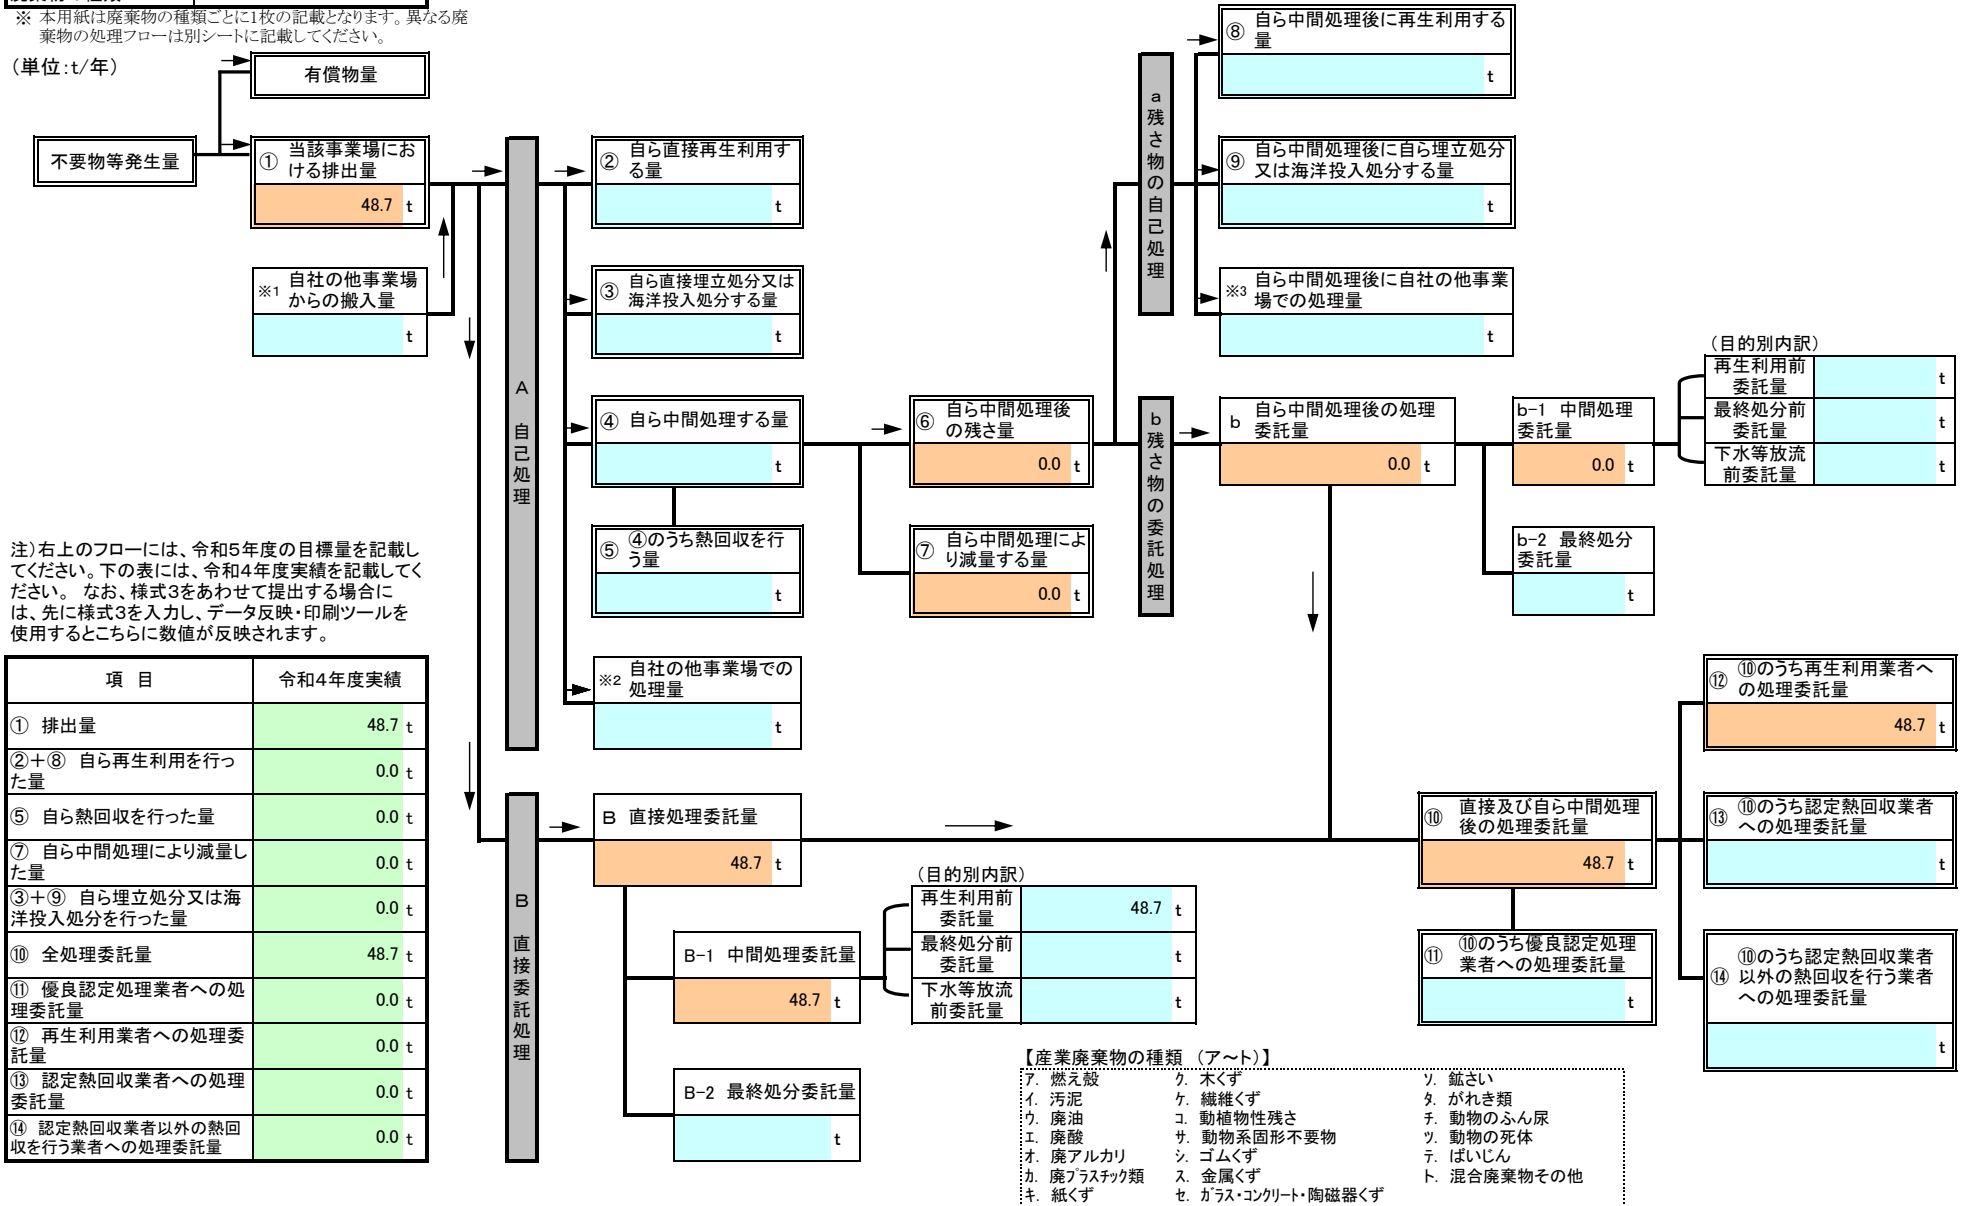 ※ 本用紙は廃棄物の種類ごとに1枚の記載となります。異なる廃
棄物の処理フローは別シートに記載してください。
（単位:t/年）
有償物量
不要物等発生量
① 当該事業場にお
ける排出量
48.7 t
※1 自社の他事業場
からの搬入量
t
A 自己処理
② 自ら直接再生利用す
る量
t
③ 自ら直接埋立処分又は
海洋投入処分する量
t
④ 自ら中間処理する量
t
⑤ ④のうち熱回収を行
う量
t
※2 自社の他事業場での
処理量
t
⑥ 自ら中間処理後
の残さ量
0.0 t
⑦ 自ら中間処理によ
り減量する量
0.0 t
a 残さ物の自己処理
⑧ 自ら中間処理後に再生利用する
量
t
⑨ 自ら中間処理後に自ら埋立処分
又は海洋投入処分する量
t
※3 自ら中間処理後に自社の他事業
場での処理量
t
b 残さ物の委託処理
b 自ら中間処理後の処理
委託量
0.0 t
b-1 中間処理
委託量
0.0 t
b-2 最終処分
委託量
t
（目的別内訳）
再生利用前
委託量
t
最終処分前
委託量
t
下水等放流
前委託量
t
注）右上のフローには、令和５年度の目標量を記載し
てください。下の表には、令和４年度実績を記載してく
ださい。 なお、様式３をあわせて提出する場合に
は、先に様式３を入力し、データ反映・印刷ツールを
使用するとこちらに数値が反映されます。
項 目 令和４年度実績
① 排出量 48.7 t
②＋⑧ 自ら再生利用を行っ
た量 0.0 t
⑤ 自ら熱回収を行った量 0.0 t
⑦ 自ら中間処理により減量し
た量 0.0 t
③＋⑨ 自ら埋立処分又は海
洋投入処分を行った量 0.0 t
⑩ 全処理委託量 48.7 t
⑪ 優良認定処理業者への処
理委託量 0.0 t
⑫ 再生利用業者への処理委
託量 0.0 t
⑬ 認定熱回収業者への処理
委託量 0.0 t
⑭ 認定熱回収業者以外の熱回
収を行う業者への処理委託量 0.0 t
B 直接委託処理
B 直接処理委託量
48.7 t
B-1 中間処理委託量
48.7 t
B-2 最終処分委託量
t
（目的別内訳）
再生利用前
委託量
48.7 t
最終処分前
委託量
t
下水等放流
前委託量
t
⑩ 直接及び自ら中間処理
後の処理委託量
48.7 t
⑪ ⑩のうち優良認定処理
業者への処理委託量
t
⑫ ⑩のうち再生利用業者へ
の処理委託量
48.7 t
⑬ ⑩のうち認定熱回収業者
への処理委託量
t
⑭ ⑩のうち認定熱回収業者
以外の熱回収を行う業者
への処理委託量
t
【産業廃棄物の種類 （ア～ト）】
ア. 燃え殻 ク. 木くず ソ. 鉱さい
イ. 汚泥 ケ. 繊維くず タ. がれき類
ウ. 廃油 コ. 動植物性残さ チ. 動物のふん尿
エ. 廃酸 サ. 動物系固形不要物 ツ. 動物の死体
オ. 廃アルカリ シ. ゴムくず テ. ばいじん
カ. 廃プラスチック類 ス. 金属くず ト. 混合廃棄物その他
キ. 紙くず セ. ガラス・コンクリート・陶磁器くず